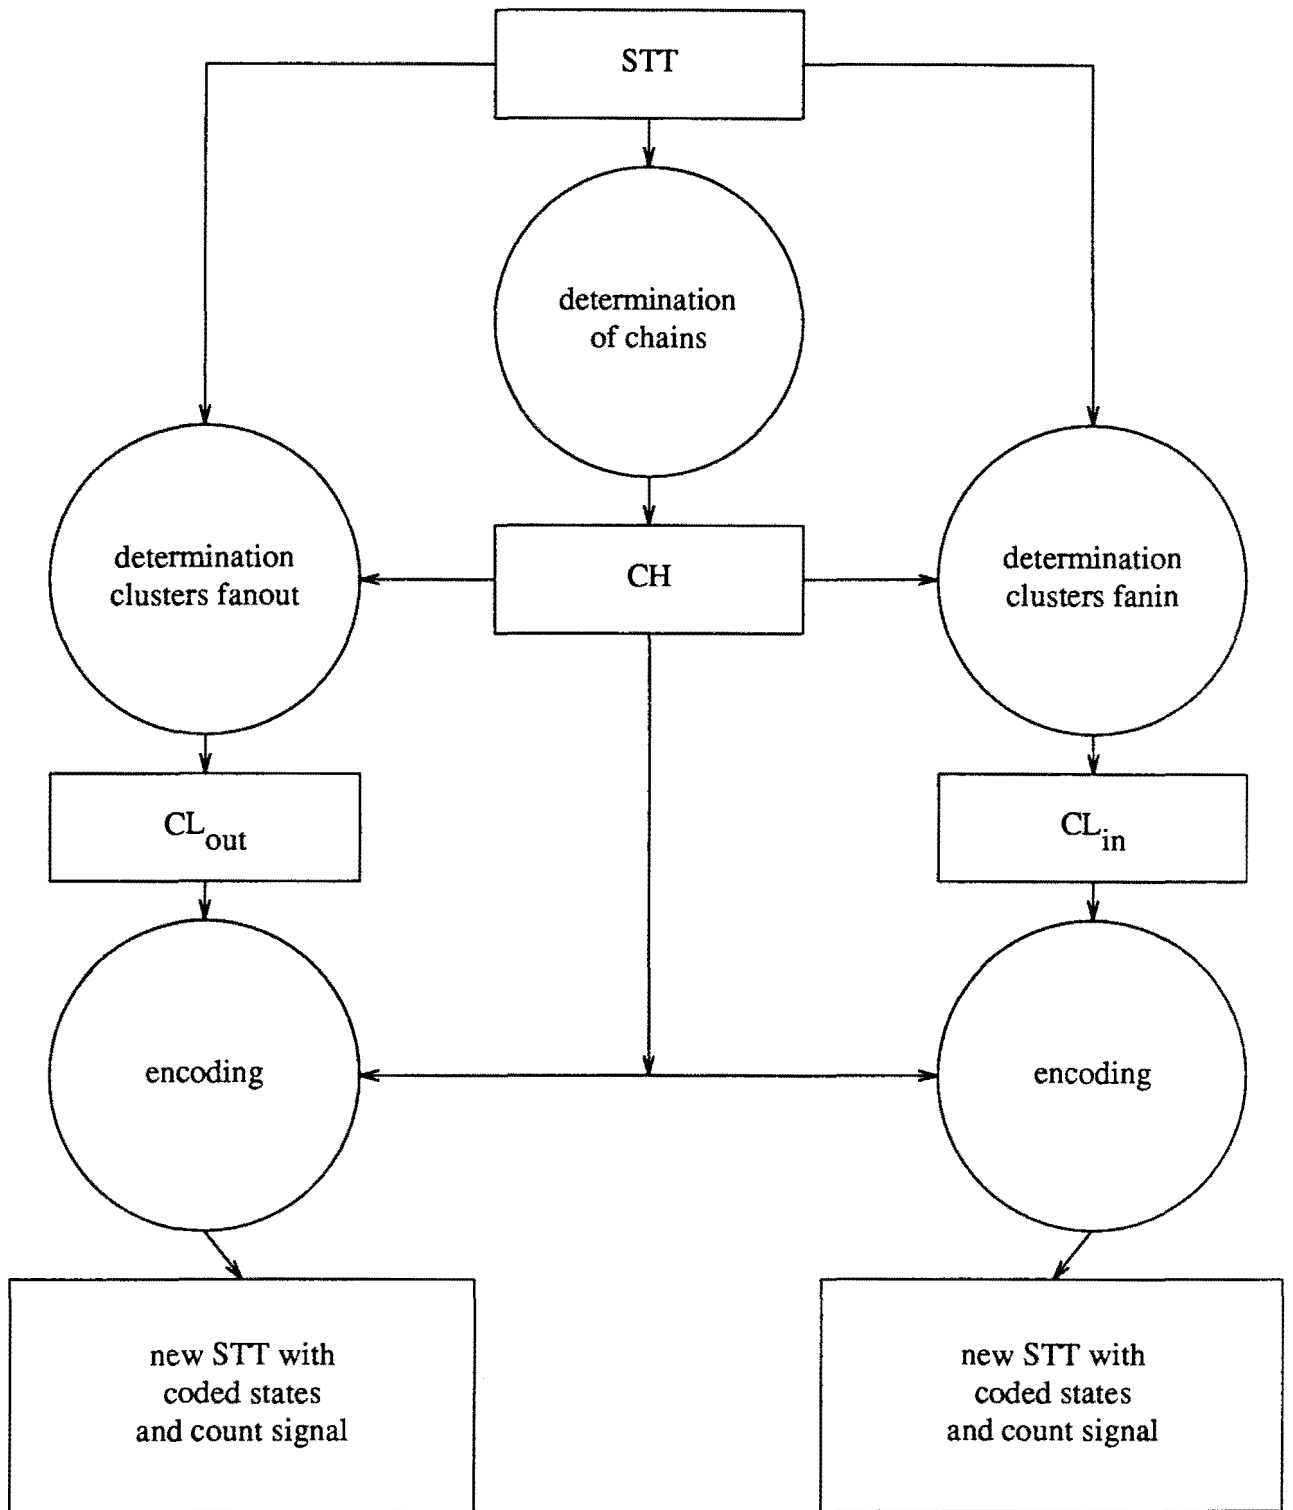 STT
determination
of chains
determination
clusters fanout
CH
determination
clusters fanin
CLout
CLin
encoding
encoding
new STT with
coded states
and count signal
new STT with
coded states
and count signal